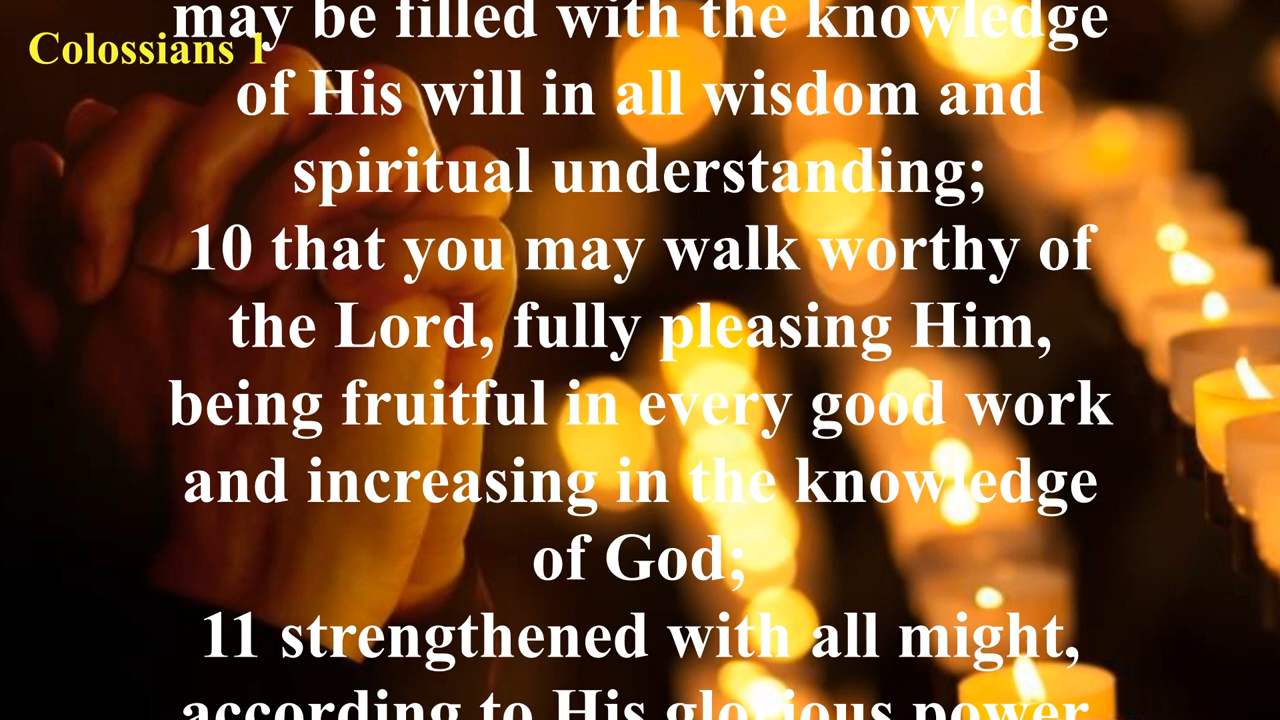 may be filled with the knowledge
Colossians 1
of His will in all wisdom and
spiritual understanding;
10 that you may walk worthy of
the Lord, fully pleasing Him,
being fruitful in every good work
and increasing in the knowledge
of God;
11 strengthened with all might,
according to His glorious power,